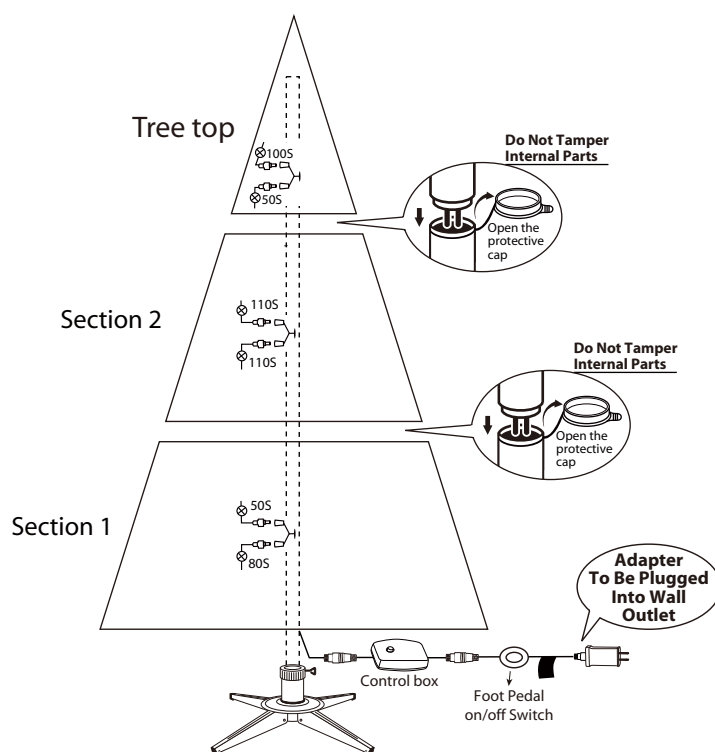 Tree top
100S
50S
Do Not Tamper
Internal Parts
Open the
protective
cap
Section 2
110S
110S
Do Not Tamper
Internal Parts
Open the
protective
cap
Section 1
50S
80S
Adapter
To Be Plugged
Into Wall
Outlet
Control box
Foot Pedal
on/off Switch